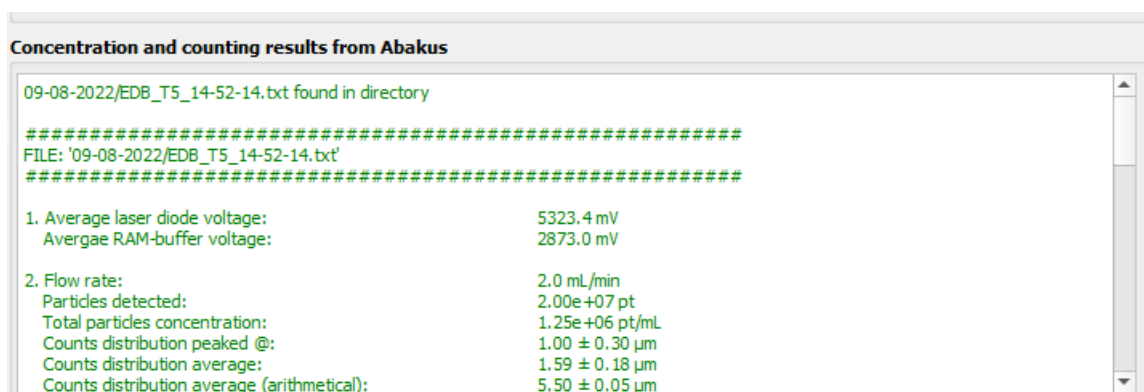 Concentration and counting results from Abakus
09-08-2022/EDB_T5_14-52-14.txt found in directory
########################################################
FILE: '09-08-2022/EDB_T5_14-52-14.txt'
########################################################
1. Average laser diode voltage: 5323.4 mV
Avergae RAM-buffer voltage: 2873.0 mV
2. Flow rate: 2.0 mL/min
Particles detected: 2.00e+07 pt
Total particles concentration: 1.25e+06 pt/mL
Counts distribution peaked @: 1.00 ± 0.30 µm
Counts distribution average: 1.59 ± 0.18 µm
Counts distribution average (arithmetical): 5.50 ± 0.05 µm